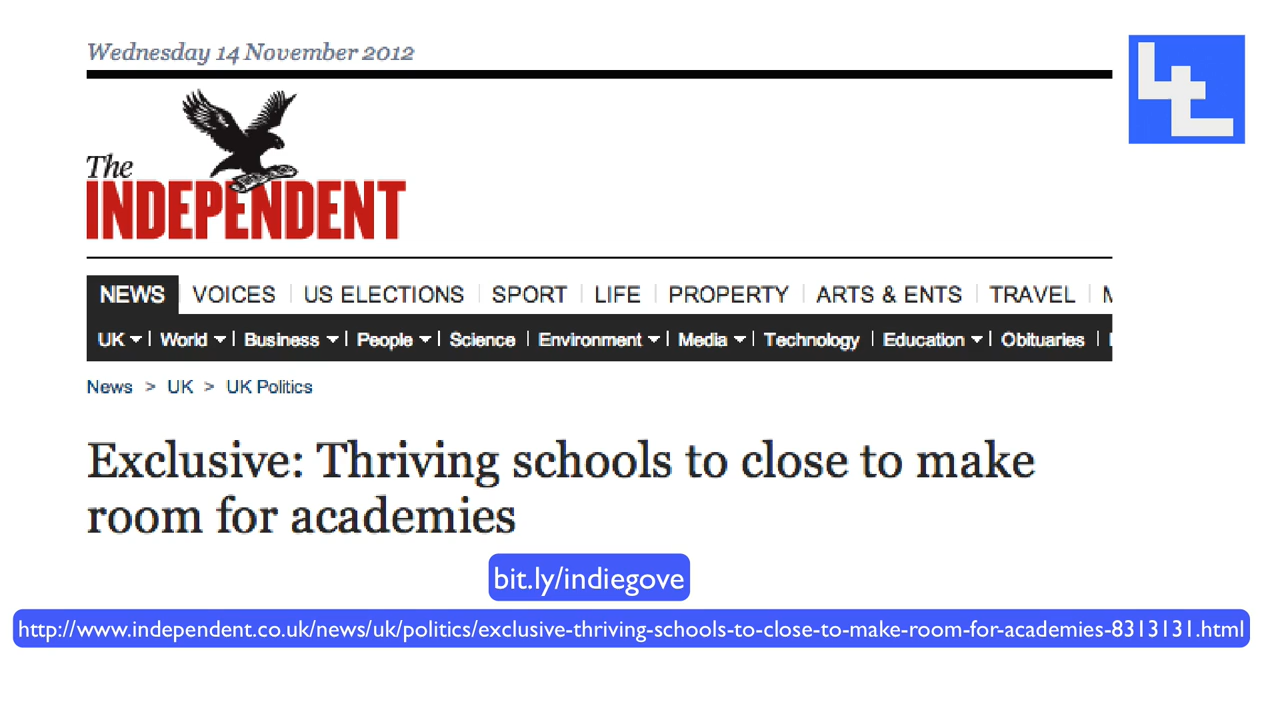 Wednesday 14 November 2012
The
INDEPENDENT
NEWS VOICES US ELECTIONS SPORT LIFE PROPERTY ARTS & ENTS TRAVEL
UK World Business People Science Environment Media Technology Education Obituaries
News > UK > UK Politics
Exclusive: Thriving schools to close to make
room for academies
bit.ly/indiegove
http://www.independent.co.uk/news/uk/politics/exclusive-thriving-schools-to-close-to-make-room-for-academies-8313131.html